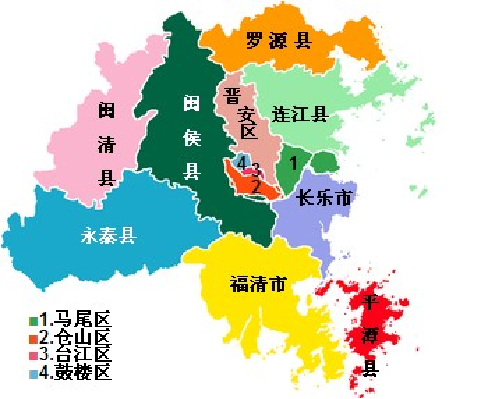 罗源县
闽清县
闽侯县
晋安区
连江县
4
3
1
2
长乐市
永泰县
福清市
平潭县
1.马尾区
2.仓山区
3.台江区
4.鼓楼区